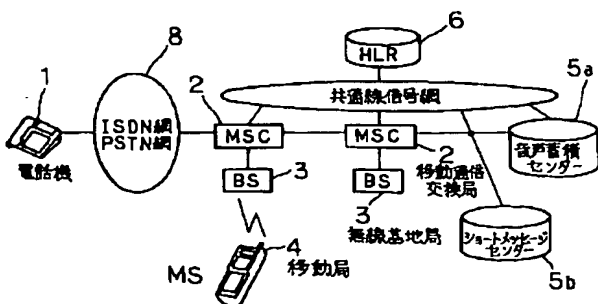 6
HLR
8
共通線信号網
5a
1
2
ISDN網
PSTN網
MSC
MSC
2
音声蓄積
センター
電話機
BS
3
BS
移動通信
交換局
3
無線基地局
4
MS
移動局
ショートメッセージ
センター
5b